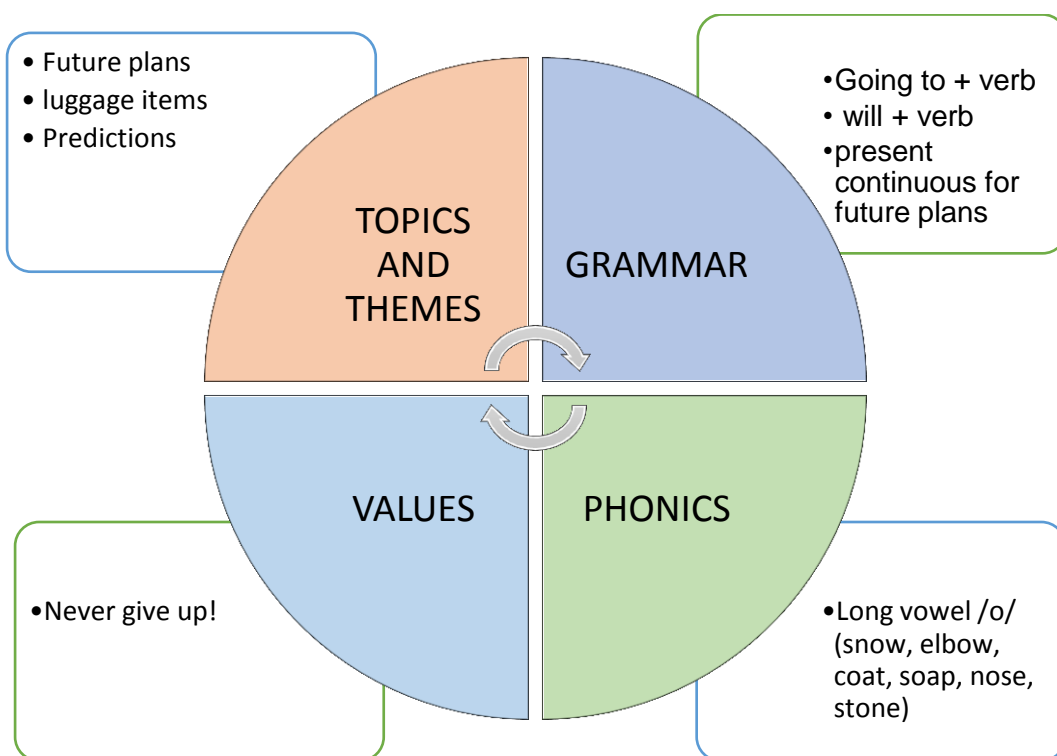 • Future plans
• luggage items
• Predictions
TOPICS
AND
THEMES
•Going to + verb
• will + verb
•present
continuous for
future plans
GRAMMAR
VALUES
•Never give up!
PHONICS
•Long vowel /o/
(snow, elbow,
coat, soap, nose,
stone)